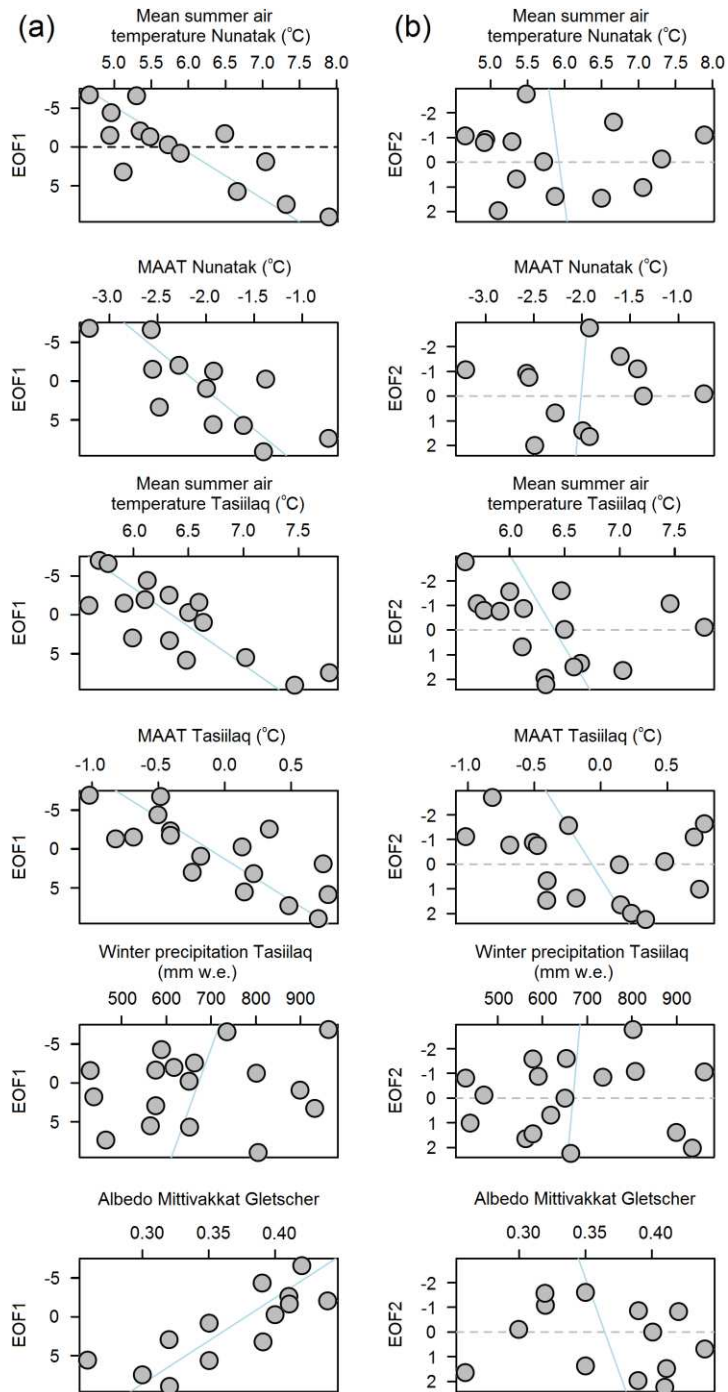 (a)
Mean summer air
temperature Nunatak (°C)
5.0 5.5 6.0 6.5 7.0 7.5 8.0
EOF1
-5
0
5
MAAT Nunatak (°C)
-3.0 -2.5 -2.0 -1.5 -1.0
EOF1
-5
0
5
Mean summer air
temperature Tasiilaq (°C)
6.0 6.5 7.0 7.5
EOF1
-5
0
5
MAAT Tasiilaq (°C)
-1.0 -0.5 0.0 0.5
EOF1
-5
0
5
Winter precipitation Tasiilaq
(mm w.e.)
500 600 700 800 900
EOF1
-5
0
5
Albedo Mittivakkat Gletscher
0.30 0.35 0.40
EOF1
-5
0
5
(b)
Mean summer air
temperature Nunatak (°C)
5.0 5.5 6.0 6.5 7.0 7.5 8.0
EOF2
-2
-1
0
1
2
MAAT Nunatak (°C)
-3.0 -2.5 -2.0 -1.5 -1.0
EOF2
-2
-1
0
1
2
Mean summer air
temperature Tasiilaq (°C)
6.0 6.5 7.0 7.5
EOF2
-2
-1
0
1
2
MAAT Tasiilaq (°C)
-1.0 -0.5 0.0 0.5
EOF2
-2
-1
0
1
2
Winter precipitation Tasiilaq
(mm w.e.)
500 600 700 800 900
EOF2
-2
-1
0
1
2
Albedo Mittivakkat Gletscher
0.30 0.35 0.40
EOF2
-2
-1
0
1
2